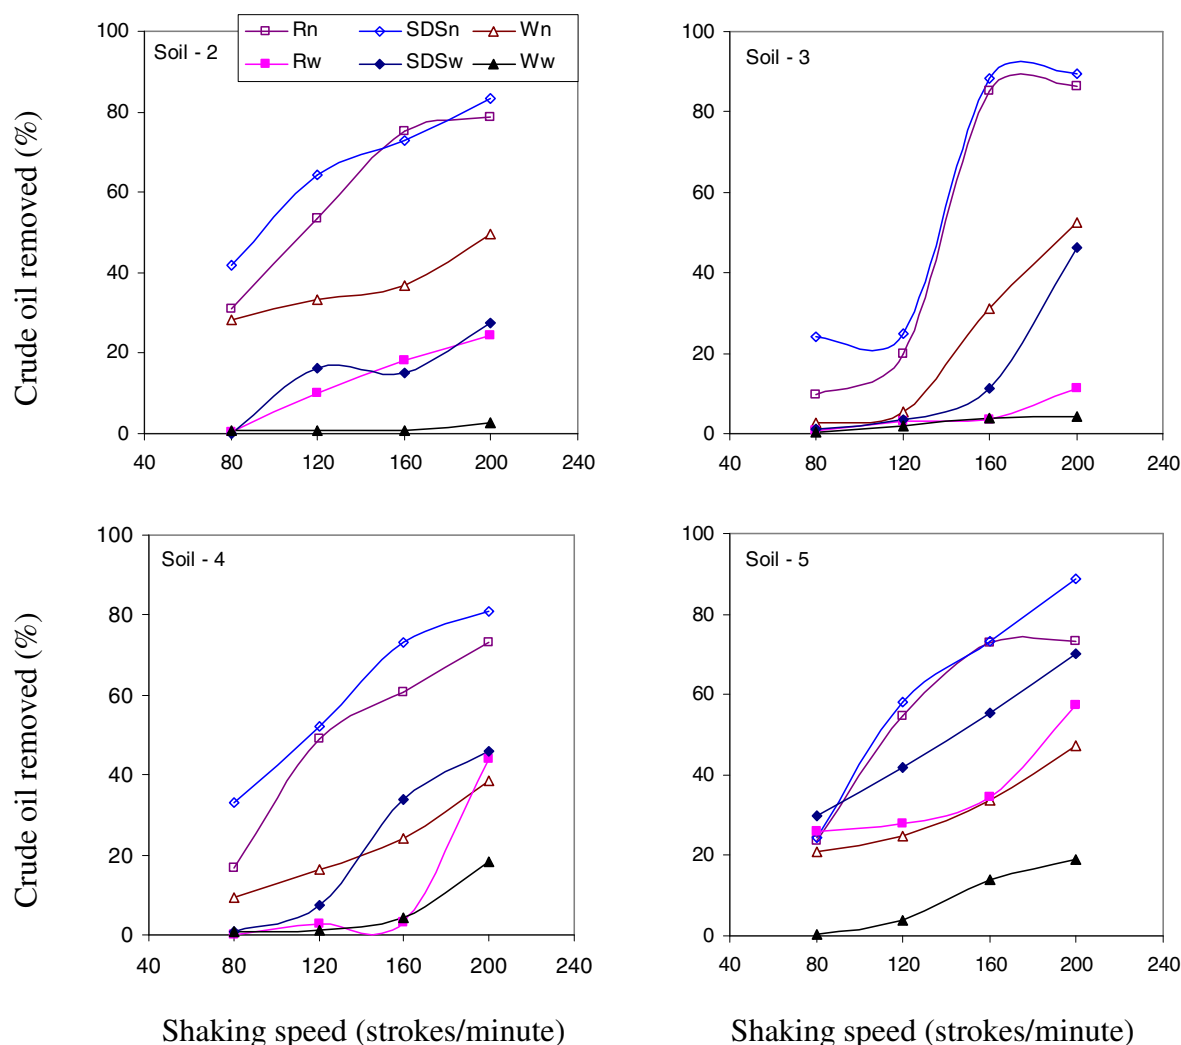 Rn SDSn Wn
Rw SDSw Ww
Soil - 2
Crude oil removed (%)
100
80
60
40
20
0
40 80 120 160 200 240
Soil - 3
100
80
60
40
20
0
40 80 120 160 200 240
Soil - 4
Crude oil removed (%)
100
80
60
40
20
0
40 80 120 160 200 240
Shaking speed (strokes/minute)
Soil - 5
100
80
60
40
20
0
40 80 120 160 200 240
Shaking speed (strokes/minute)